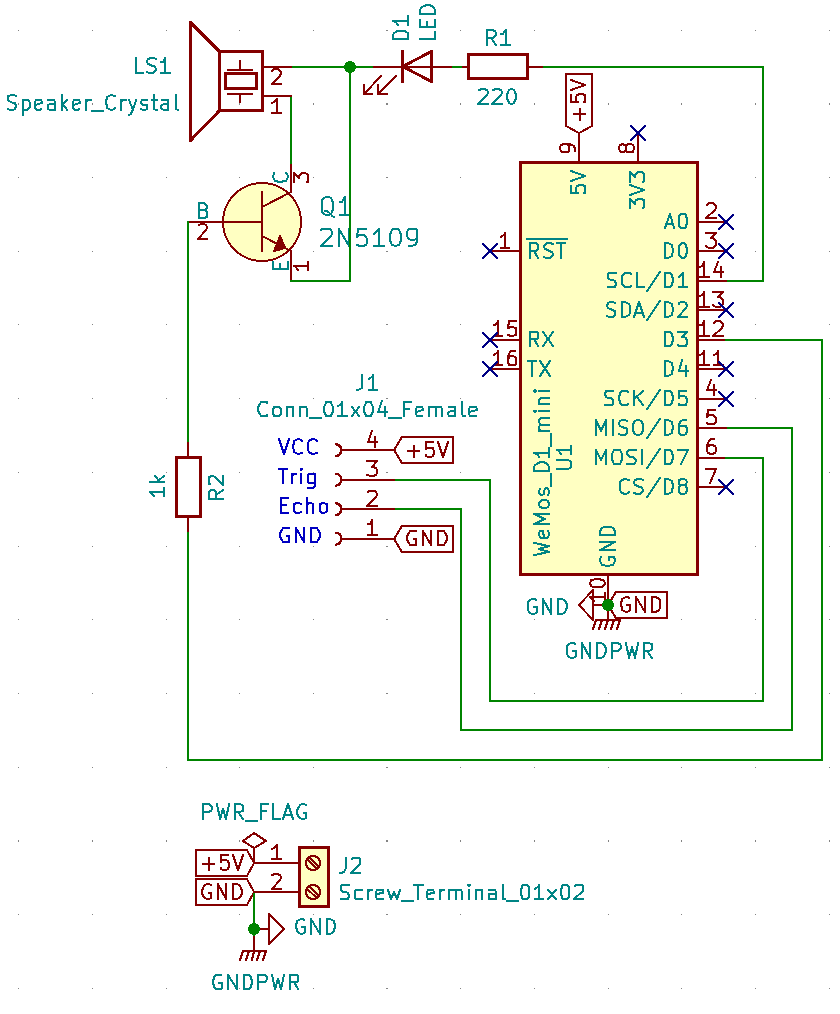 D1
LED
R1
220
LS1
Speaker_Crystal
2
1
+5V
9
5V
8
3V3
C
3
B
2
Q1
2N5109
E
1
1
RST
A0
2
D0
3
SCL/D1
14
SDA/D2
13
15
RX
D3
12
16
TX
D4
11
SCK/D5
4
MISO/D6
5
MOSI/D7
6
CS/D8
7
WeMos_D1_mini
U1
GND
10
GND
GND
GNDPWR
J1
Conn_01x04_Female
VCC
4
+5V
Trig
3
Echo
2
GND
1
GND
1k
R2
PWR_FLAG
+5V
1
GND
2
J2
Screw_Terminal_01x02
GND
GNDPWR